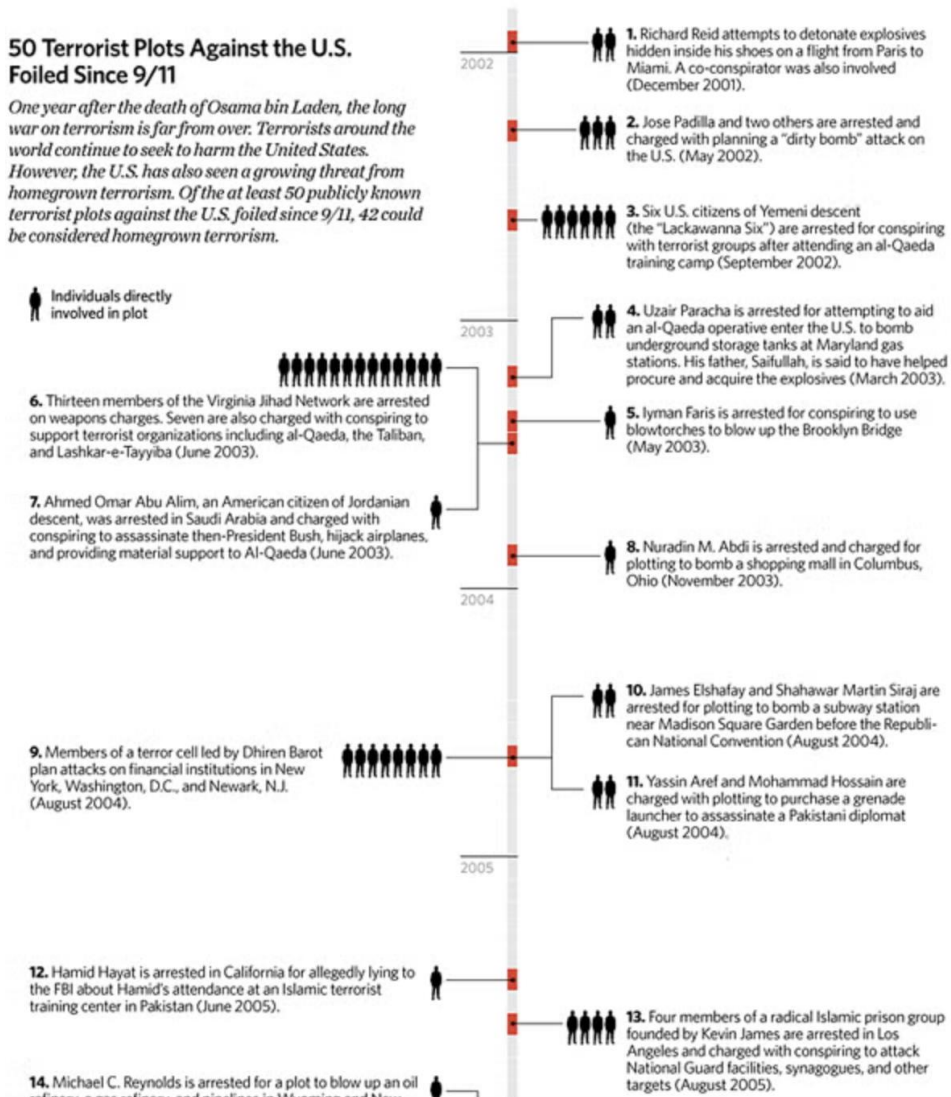 50 Terrorist Plots Against the U.S.
Foiled Since 9/11
One year after the death of Osama bin Laden, the long
war on terrorism is far from over. Terrorists around the
world continue to seek to harm the United States.
However, the U.S. has also seen a growing threat from
homegrown terrorism. Of the at least 50 publicly known
terrorist plots against the U.S. foiled since 9/11, 42 could
be considered homegrown terrorism.
Individuals directly
involved in plot
2002
1. Richard Reid attempts to detonate explosives
hidden inside his shoes on a flight from Paris to
Miami. A co-conspirator was also involved
(December 2001).
2. Jose Padilla and two others are arrested and
charged with planning a “dirty bomb” attack on
the U.S. (May 2002).
3. Six U.S. citizens of Yemeni descent
(the “Lackawanna Six”) are arrested for conspiring
with terrorist groups after attending an al-Qaeda
training camp (September 2002).
2003
4. Uzair Paracha is arrested for attempting to aid
an al-Qaeda operative enter the U.S. to bomb
underground storage tanks at Maryland gas
stations. His father, Saifullah, is said to have helped
procure and acquire the explosives (March 2003).
5. Iyman Faris is arrested for conspiring to use
blowtorches to blow up the Brooklyn Bridge
(May 2003).
6. Thirteen members of the Virginia Jihad Network are arrested
on weapons charges. Seven are also charged with conspiring to
support terrorist organizations including al-Qaeda, the Taliban,
and Lashkar-e-Tayyiba (June 2003).
7. Ahmed Omar Abu Alim, an American citizen of Jordanian
descent, was arrested in Saudi Arabia and charged with
conspiring to assassinate then-President Bush, hijack airplanes,
and providing material support to Al-Qaeda (June 2003).
8. Nuradin M. Abdi is arrested and charged for
plotting to bomb a shopping mall in Columbus,
Ohio (November 2003).
2004
9. Members of a terror cell led by Dhiren Barot
plan attacks on financial institutions in New
York, Washington, D.C., and Newark, N.J.
(August 2004).
10. James Elshafay and Shahawar Martin Siraj are
arrested for plotting to bomb a subway station
near Madison Square Garden before the Republi-
can National Convention (August 2004).
11. Yassin Aref and Mohammad Hossain are
charged with plotting to purchase a grenade
launcher to assassinate a Pakistani diplomat
(August 2004).
2005
12. Hamid Hayat is arrested in California for allegedly lying to
the FBI about Hamid's attendance at an Islamic terrorist
training center in Pakistan (June 2005).
13. Four members of a radical Islamic prison group
founded by Kevin James are arrested in Los
Angeles and charged with conspiring to attack
National Guard facilities, synagogues, and other
targets (August 2005).
14. Michael C. Reynolds is arrested for a plot to blow up an oil